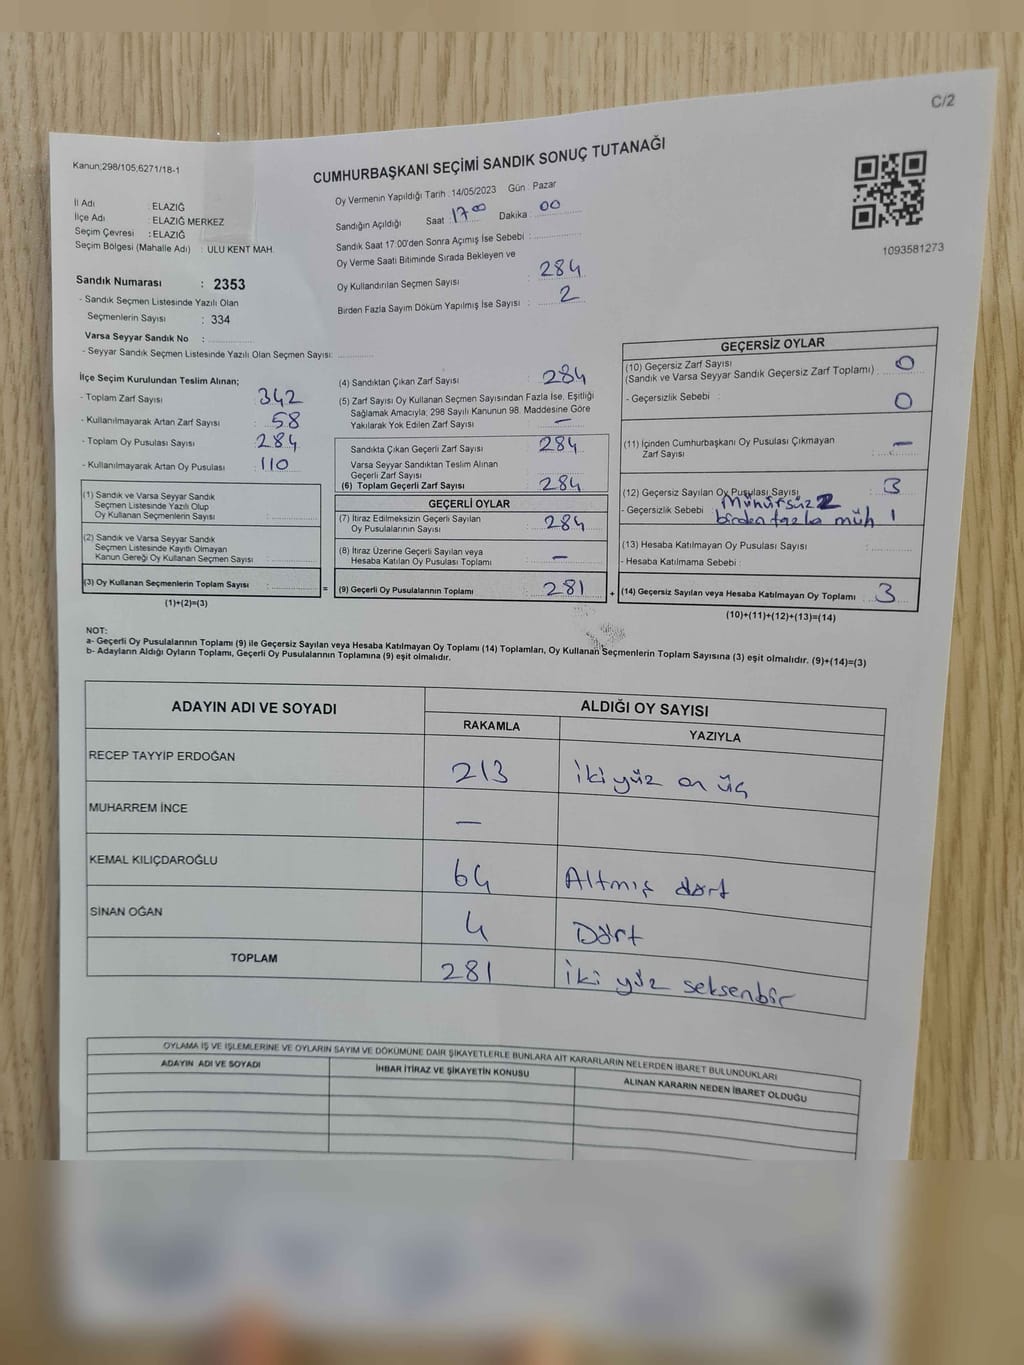 C/2
Kanun;298/105;6271/18-1
CUMHURBAŞKANI SEÇİMİ SANDIK SONUÇ TUTANAĞI
İl Adı : ELAZIĞ
İlçe Adı : ELAZIĞ MERKEZ
Seçim Çevresi : ELAZIĞ
Seçim Bölgesi (Mahalle Adı) : ULU KENT MAH.
Oy Vermenin Yapıldığı Tarih : 14/05/2023 Gün : Pazar
Sandığın Açıldığı Saat 17 00 Dakika 00
Sandık Saat 17:00'den Sonra Açımış İse Sebebi :
Oy Verme Saati Bitiminde Sırada Bekleyen ve
Oy Kullandırılan Seçmen Sayısı : 284
Birden Fazla Sayım Döküm Yapılmış İse Sayısı : 2
1093581273
Sandık Numarası : 2353
- Sandık Seçmen Listesinde Yazılı Olan
Seçmenlerin Sayısı : 334
Varsa Seyyar Sandık No :
- Seyyar Sandık Seçmen Listesinde Yazılı Olan Seçmen Sayısı:
İlçe Seçim Kurulundan Teslim Alınan;
- Toplam Zarf Sayısı : 342
- Kullanılmayarak Artan Zarf Sayısı : 58
- Toplam Oy Pusulası Sayısı : 284
- Kullanılmayarak Artan Oy Pusulası : 110
(1) Sandık ve Varsa Seyyar Sandık
Seçmen Listesinde Yazılı Olup
Oy Kullanan Seçmenlerin Sayısı :
(2) Sandık ve Varsa Seyyar Sandık
Seçmen Listesinde Kayıtlı Olmayan
Kanun Gereği Oy Kullanan Seçmen Sayısı :
(3) Oy Kullanan Seçmenlerin Toplam Sayısı : =
(1)+(2)=(3)
(4) Sandıktan Çıkan Zarf Sayısı : 284
(5) Zarf Sayısı Oy Kullanan Seçmen Sayısından Fazla İse, Eşitliği
Sağlamak Amacıyla; 298 Sayılı Kanunun 98. Maddesine Göre
Yakılarak Yok Edilen Zarf Sayısı : —
Sandıkta Çıkan Geçerli Zarf Sayısı : 284
Varsa Seyyar Sandıktan Teslim Alınan
Geçerli Zarf Sayısı
(6) Toplam Geçerli Zarf Sayısı : 284
GEÇERLİ OYLAR
(7) İtiraz Edilmeksizin Geçerli Sayılan
Oy Pusulalarının Sayısı : 284
(8) İtiraz Üzerine Geçerli Sayılan veya
Hesaba Katılan Oy Pusulası Toplamı : —
(9) Geçerli Oy Pusulalarının Toplamı : 281 +
GEÇERSİZ OYLAR
(10) Geçersiz Zarf Sayısı
(Sandık ve Varsa Seyyar Sandık Geçersiz Zarf Toplamı) : 0
- Geçersizlik Sebebi : 0
(11) İçinden Cumhurbaşkanı Oy Pusulası Çıkmayan
Zarf Sayısı : —
(12) Geçersiz Sayılan Oy Pusulası Sayısı : 3
- Geçersizlik Sebebi : Mühürsüz 2
birden fazla müh 1
(13) Hesaba Katılmayan Oy Pusulası Sayısı :
- Hesaba Katılmama Sebebi :
(14) Geçersiz Sayılan veya Hesaba Katılmayan Oy Toplamı : 3
(10)+(11)+(12)+(13)=(14)
NOT:
a- Geçerli Oy Pusulalarının Toplamı (9) ile Geçersiz Sayılan veya Hesaba Katılmayan Oy Toplamı (14) Toplamları, Oy Kullanan Seçmenlerin Toplam Sayısına (3) eşit olmalıdır. (9)+(14)=(3)
b- Adayların Aldığı Oyların Toplamı, Geçerli Oy Pusulalarının Toplamına (9) eşit olmalıdır.
ADAYIN ADI VE SOYADI ALDIĞI OY SAYISI
RAKAMLA YAZIYLA
RECEP TAYYİP ERDOĞAN 213 iki yüz on üç
MUHARREM İNCE —
KEMAL KILIÇDAROĞLU 64 Altmış dört
SİNAN OĞAN 4 Dört
TOPLAM 281 iki yüz seksenbir
OYLAMA İŞ VE İŞLEMLERİNE VE OYLARIN SAYIM VE DÖKÜMÜNE DAİR ŞİKAYETLERLE BUNLARA AİT KARARLARIN NELERDEN İBARET BULUNDUKLARI
ADAYIN ADI VE SOYADI İHBAR İTİRAZ VE ŞİKAYETİN KONUSU ALINAN KARARIN NEDEN İBARET OLDUĞU